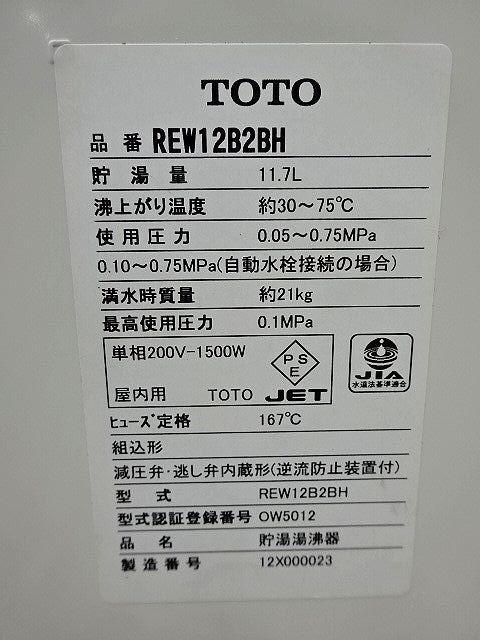 TOTO
品番 REW12B2BH
貯湯量 11.7L
沸上がり温度 約30～75℃
使用圧力 0.05～0.75MPa
0.10～0.75MPa(自動水栓接続の場合)
満水時質量 約21kg
最高使用圧力 0.1MPa
単相200V-1500W
PSE
屋内用 TOTO JET
JIA
水道法基準適合
ヒューズ定格 167℃
組込形
減圧弁・逃し弁内蔵形(逆流防止装置付)
型式 REW12B2BH
型式認証登録番号 OW5012
品名 貯湯湯沸器
製造番号 12X000023